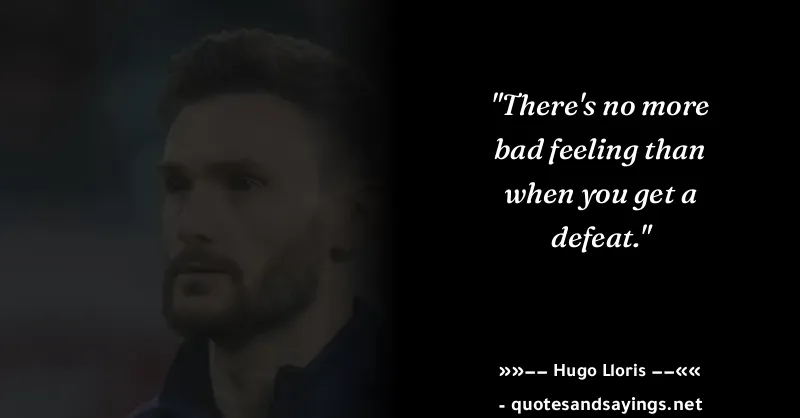 "There's no more
bad feeling than
when you get a
defeat."
»»−− Hugo Lloris −−««
- quotesandsayings.net